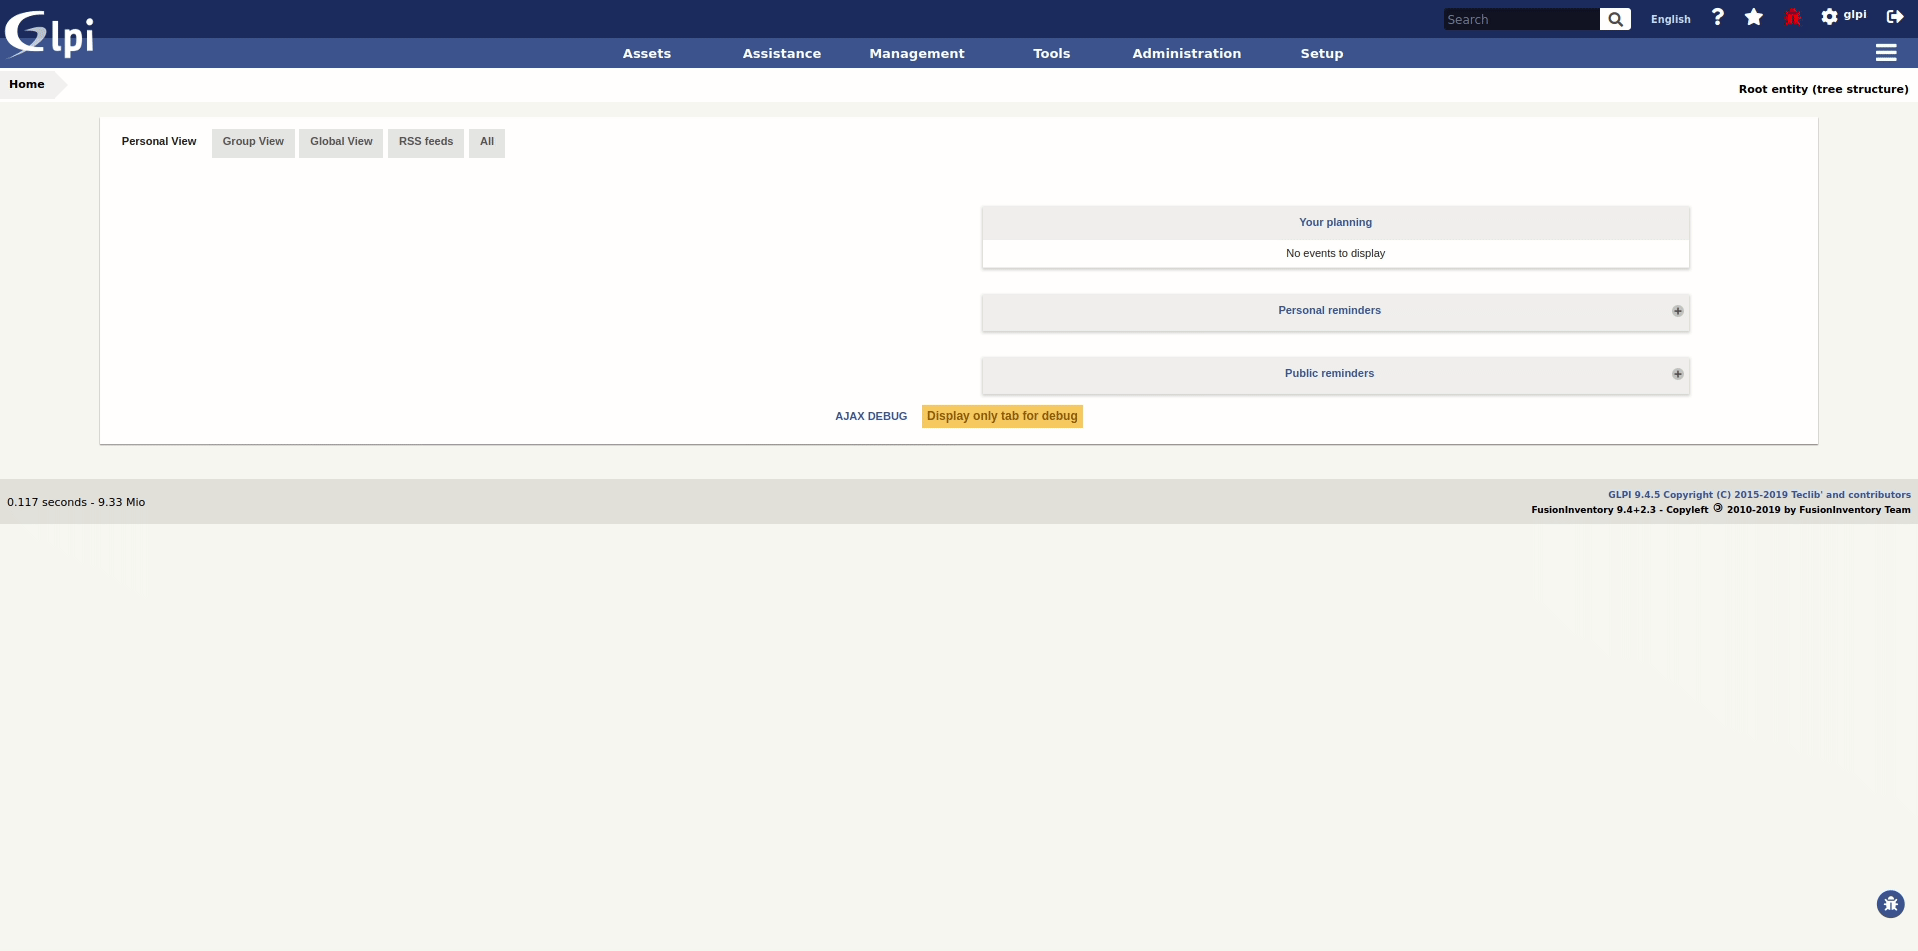 Glpi
Search
English
glpi
Assets
Assistance
Management
Tools
Administration
Setup
Home
Root entity (tree structure)
Personal View
Group View
Global View
RSS feeds
All
Your planning
No events to display
Personal reminders
Public reminders
AJAX DEBUG
Display only tab for debug
0.117 seconds - 9.33 Mio
GLPI 9.4.5 Copyright (C) 2015-2019 Teclib' and contributors
FusionInventory 9.4+2.3 - Copyleft 🄯 2010-2019 by FusionInventory Team